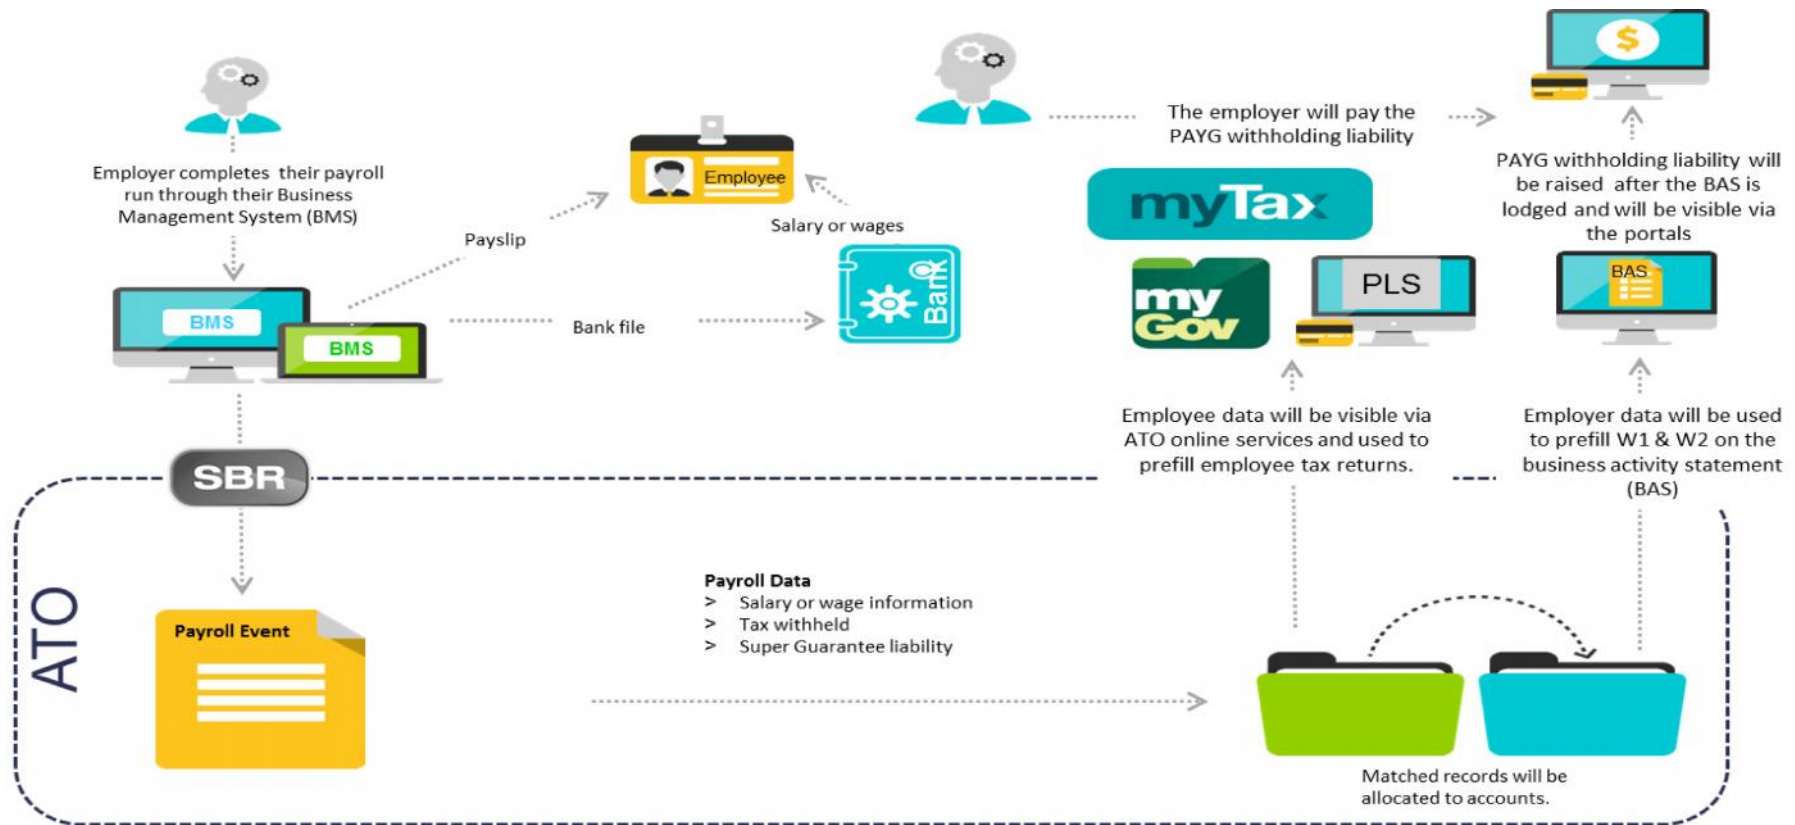 Employer completes their payroll
run through their Business
Management System (BMS)
BMS
BMS
Payslip
Bank file
Employee
Salary or wages
Bank
The employer will pay the
PAYG withholding liability
PAYG withholding liability will
be raised after the BAS is
lodged and will be visible via
the portals
myTax
my
Gov
PLS
BAS
Employee data will be visible via
ATO online services and used to
prefill employee tax returns.
Employer data will be used
to prefill W1 & W2 on the
business activity statement
(BAS)
SBR
ATO
Payroll Event
Payroll Data
> Salary or wage information
> Tax withheld
> Super Guarantee liability
Matched records will be
allocated to accounts.